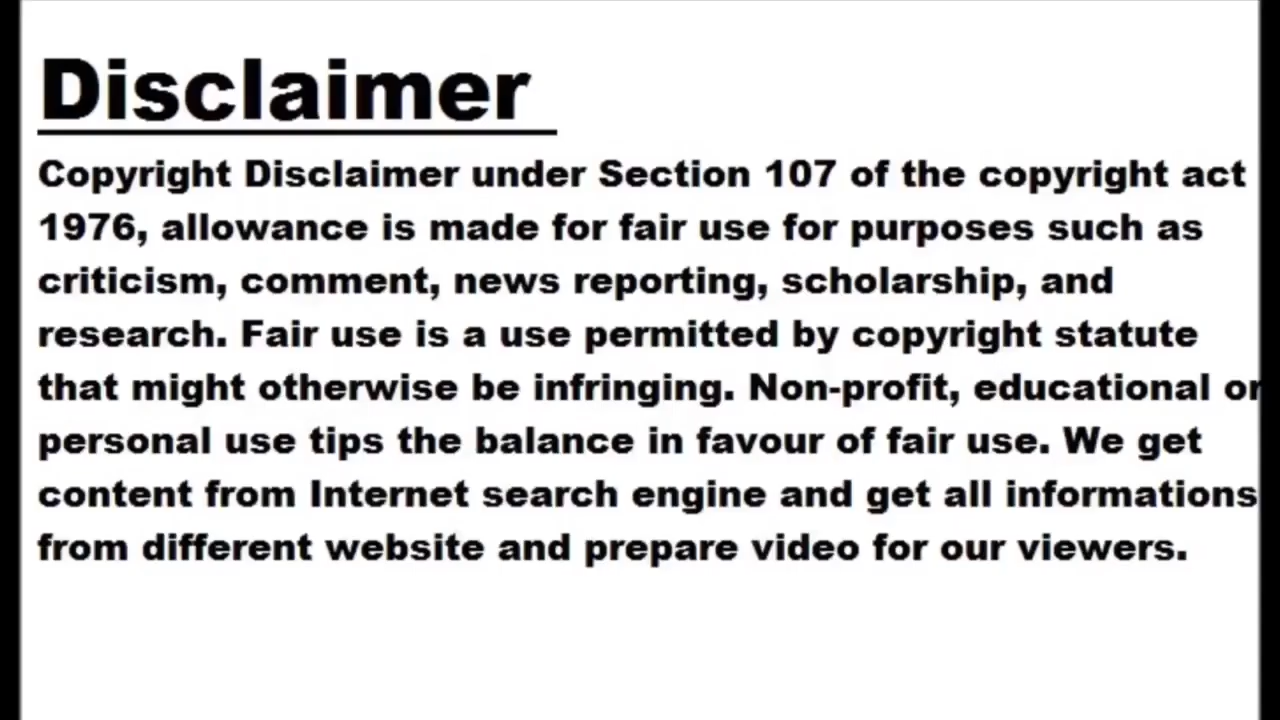 Disclaimer
Copyright Disclaimer under Section 107 of the copyright act
1976, allowance is made for fair use for purposes such as
criticism, comment, news reporting, scholarship, and
research. Fair use is a use permitted by copyright statute
that might otherwise be infringing. Non-profit, educational or
personal use tips the balance in favour of fair use. We get
content from Internet search engine and get all informations
from different website and prepare video for our viewers.